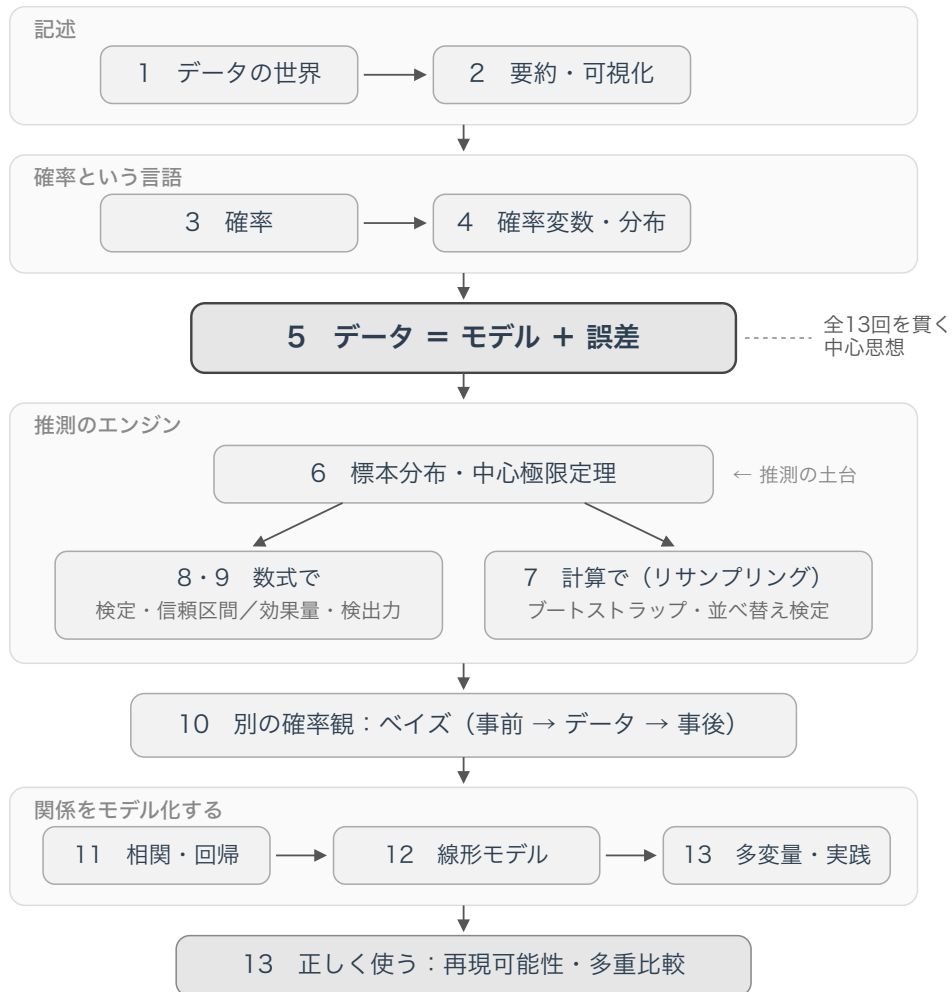 記述
1 データの世界
2 要約・可視化
確率という言語
3 確率
4 確率変数・分布
5 データ = モデル + 誤差
全13回を貫く
中心思想
推測のエンジン
6 標本分布・中心極限定理
← 推測の土台
8・9 数式で
検定・信頼区間／効果量・検出力
7 計算で（リサンプリング）
ブートストラップ・並べ替え検定
10 別の確率観：ベイズ（事前 → データ → 事後）
関係をモデル化する
11 相関・回帰
12 線形モデル
13 多変量・実践
13 正しく使う：再現可能性・多重比較